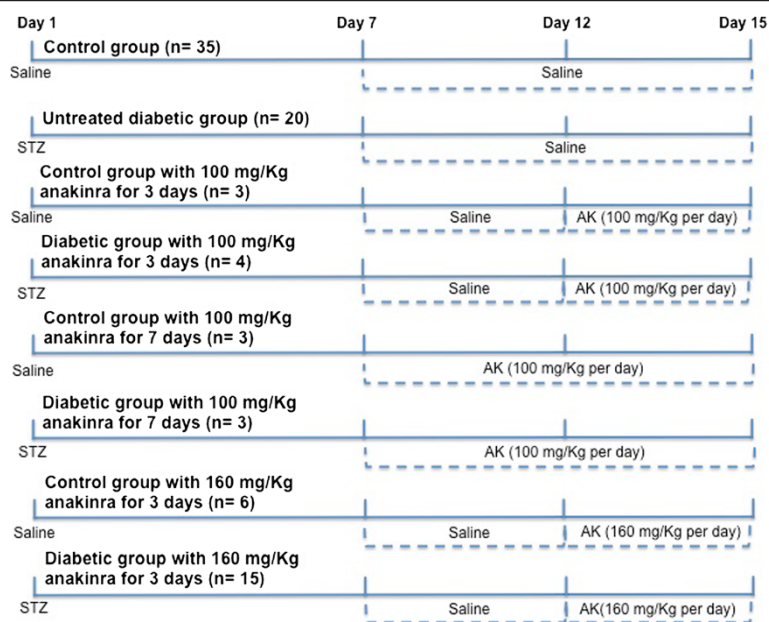 Day 1 Day 7 Day 12 Day 15
Control group (n= 35)
Saline Saline
Untreated diabetic group (n= 20)
STZ Saline
Control group with 100 mg/Kg
anakinra for 3 days (n= 3)
Saline Saline AK (100 mg/Kg per day)
Diabetic group with 100 mg/Kg
anakinra for 3 days (n= 4)
STZ Saline AK (100 mg/Kg per day)
Control group with 100 mg/Kg
anakinra for 7 days (n= 3)
Saline AK (100 mg/Kg per day)
Diabetic group with 100 mg/Kg
anakinra for 7 days (n= 3)
STZ AK (100 mg/Kg per day)
Control group with 160 mg/Kg
anakinra for 3 days (n= 6)
Saline Saline AK (160 mg/Kg per day)
Diabetic group with 160 mg/Kg
anakinra for 3 days (n= 15)
STZ Saline AK(160 mg/Kg per day)